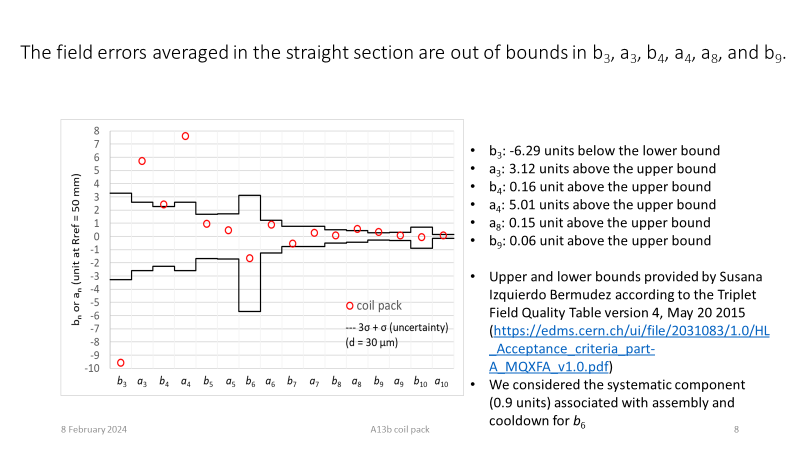 The field errors averaged in the straight section are out of bounds in b₃, a₃, b₄, a₄, a₈, and b₉.
8
7
6
5
4
3
2
1
0
-1
-2
-3
-4
-5
-6
-7
-8
-9
-10
bₙ or aₙ (unit at Rref = 50 mm)
coil pack
--- 3σ + σ (uncertainty)
(d = 30 μm)
b₃ a₃ b₄ a₄ b₅ a₅ b₆ a₆ b₇ a₇ b₈ a₈ b₉ a₉ b₁₀ a₁₀
• b₃: -6.29 units below the lower bound
• a₃: 3.12 units above the upper bound
• b₄: 0.16 unit above the upper bound
• a₄: 5.01 units above the upper bound
• a₈: 0.15 unit above the upper bound
• b₉: 0.06 unit above the upper bound
• Upper and lower bounds provided by Susana
Izquierdo Bermudez according to the Triplet
Field Quality Table version 4, May 20 2015
(https://edms.cern.ch/ui/file/2031083/1.0/HL
_Acceptance_criteria_part-
A_MQXFA_v1.0.pdf)
• We considered the systematic component
(0.9 units) associated with assembly and
cooldown for b₆
8 February 2024
A13b coil pack
8